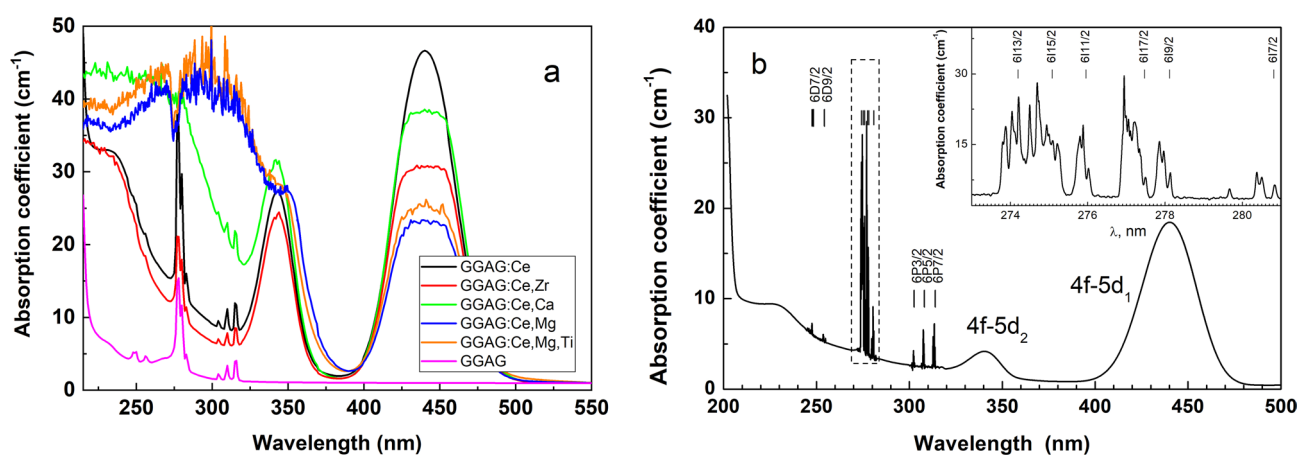 a
Absorption coefficient (cm-1)
50
45
40
35
30
25
20
15
10
5
0
GGAG:Ce
GGAG:Ce,Zr
GGAG:Ce,Ca
GGAG:Ce,Mg
GGAG:Ce,Mg,Ti
GGAG
250 300 350 400 450 500 550
Wavelength (nm)
b
Absorption coefficient (cm-1)
40
30
20
10
0
6D7/2
6D9/2
6P3/2
6P5/2
6P7/2
4f-5d2
4f-5d1
200 250 300 350 400 450 500
Wavelength (nm)
6I13/2
6I15/2
6I11/2
6I17/2
6I9/2
6I7/2
Absorption coefficient (cm-1)
30
15
274 276 278 280
λ, nm